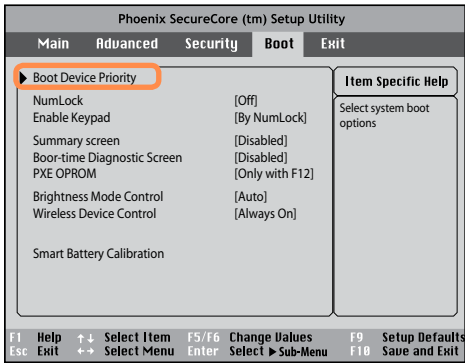 Phoenix SecureCore (tm) Setup Utility
Main Advanced Security Boot Exit
Boot Device Priority
NumLock [Off]
Enable Keypad [By NumLock]
Summary screen [Disabled]
Boor-time Diagnostic Screen [Disabled]
PXE OPROM [Only with F12]
Brightness Mode Control [Auto]
Wireless Device Control [Always On]
Smart Battery Calibration
Item Specific Help
Select system boot
options
F1 Help ↑↓ Select Item F5/F6 Change Values F9 Setup Defaults
Esc Exit ←→ Select Menu Enter Select ▶ Sub-Menu F10 Save and Exit